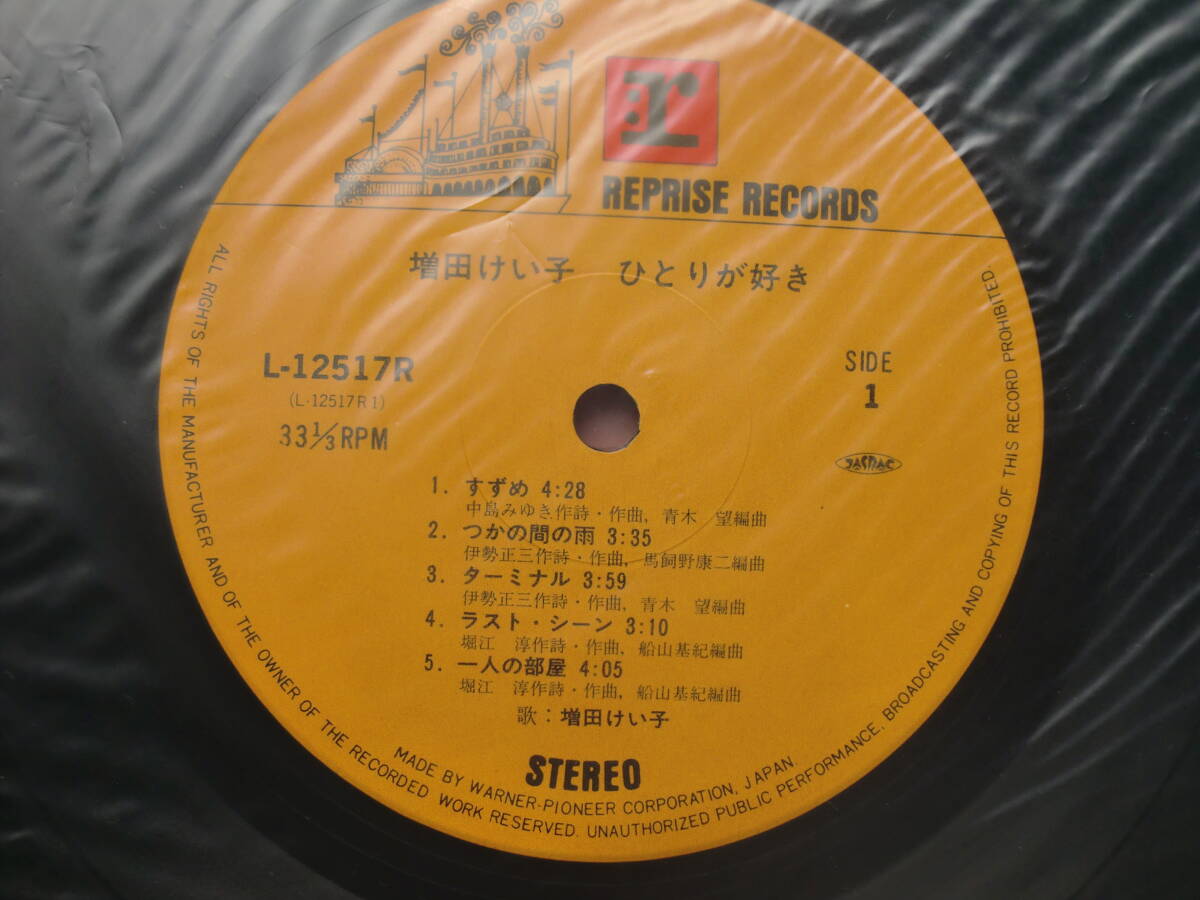 REPRISE RECORDS
増田けい子 ひとりが好き
L-12517R
(L-12517R1)
33 1/3 RPM
SIDE
1
JASRAC
1. すずめ 4:28
中島みゆき作詩・作曲, 青木 望編曲
2. つかの間の雨 3:35
伊勢正三作詩・作曲, 馬飼野康二編曲
3. ターミナル 3:59
伊勢正三作詩・作曲, 青木 望編曲
4. ラスト・シーン 3:10
堀江 淳作詩・作曲, 船山基紀編曲
5. 一人の部屋 4:05
堀江 淳作詩・作曲, 船山基紀編曲
歌:増田けい子
STEREO
MADE BY WARNER-PIONEER CORPORATION, JAPAN.
ALL RIGHTS OF THE MANUFACTURER AND OF THE OWNER OF THE RECORDED WORK RESERVED. UNAUTHORIZED PUBLIC PERFORMANCE, BROADCASTING AND COPYING OF THIS RECORD PROHIBITED.